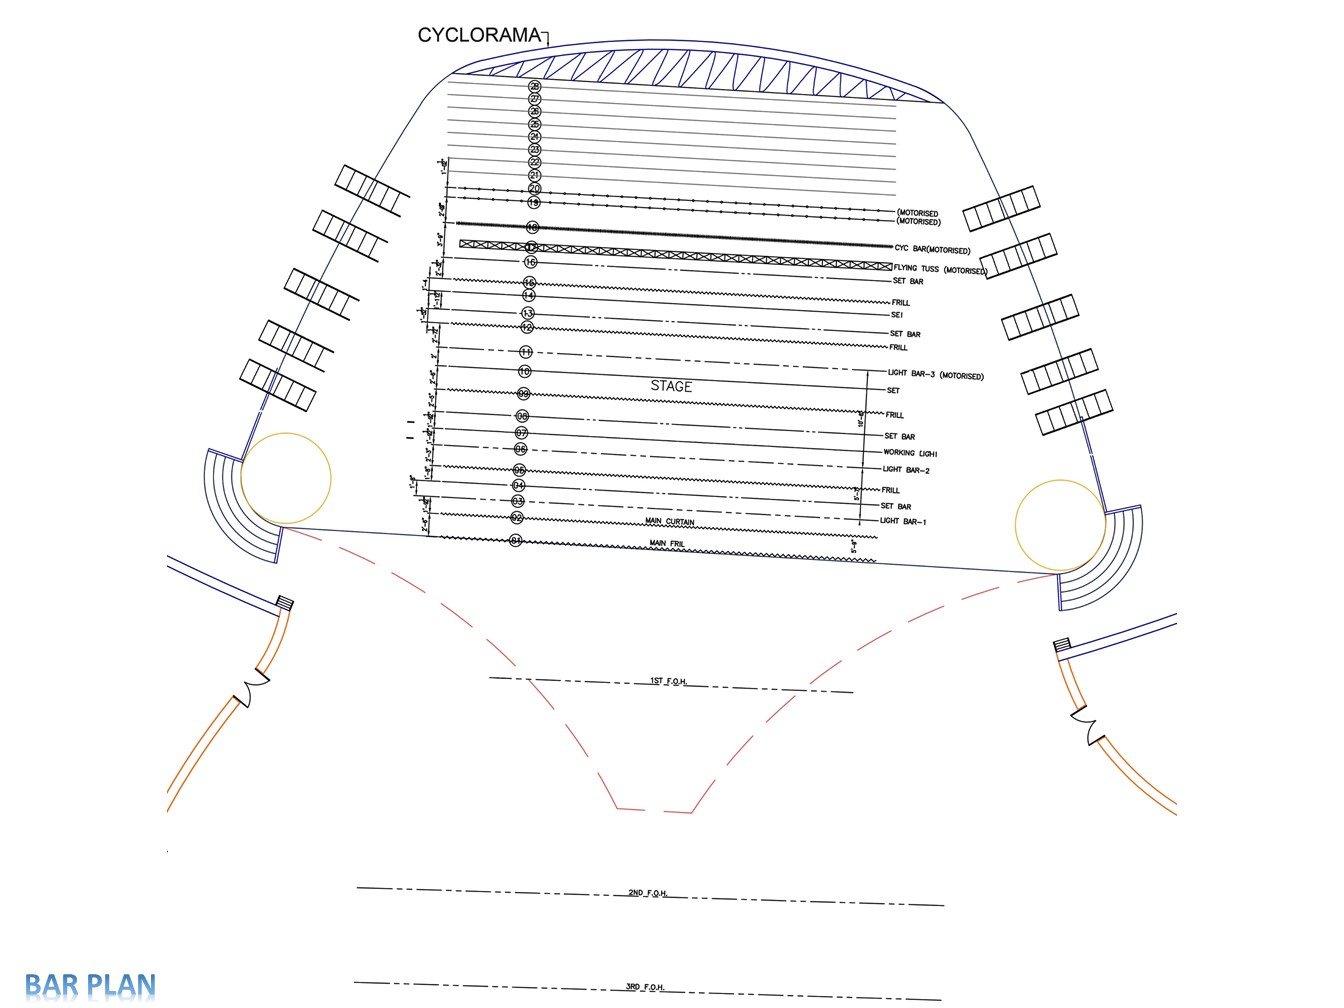 CYCLORAMA
28
27
26
25
24
23
22
21
20
(MOTORISED
19
(MOTORISED)
18
CYC BAR(MOTORISED)
17
FLYING TUSS (MOTORISED)
16
SET BAR
15
FRILL
14
SET
13
SET BAR
12
FRILL
11
LIGHT BAR-3 (MOTORISED)
10
SET
STAGE
09
FRILL
08
SET BAR
07
WORKING LIGHT
06
LIGHT BAR-2
05
FRILL
04
SET BAR
03
LIGHT BAR-1
02
MAIN CURTAIN
01
MAIN FRIL
1ST F.O.H.
2ND F.O.H.
3RD F.O.H.
BAR PLAN